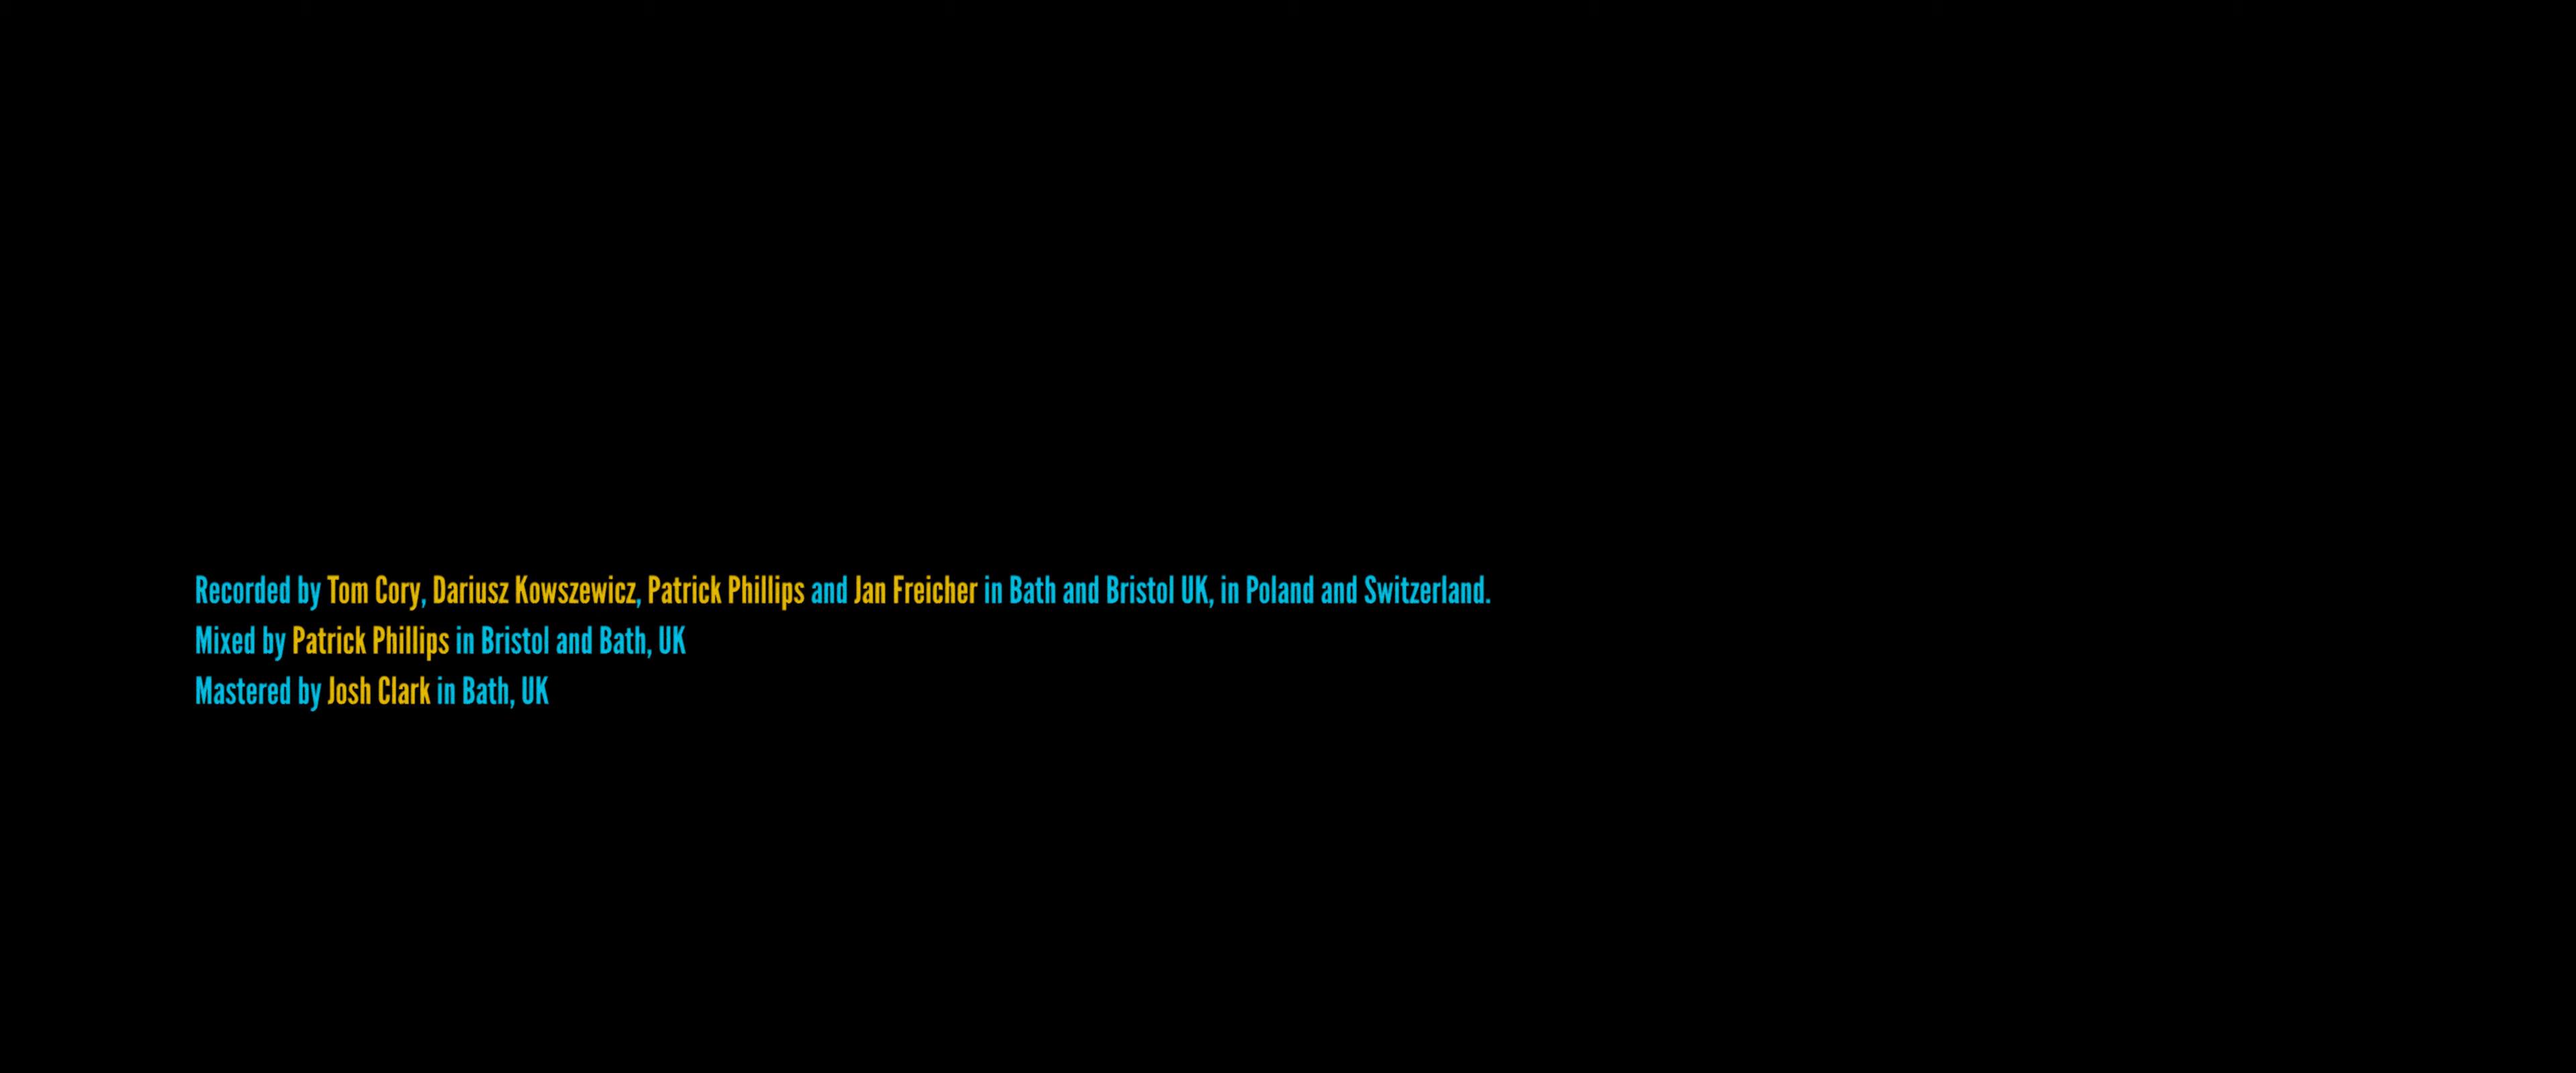 Recorded by Tom Cory, Dariusz Kowszewicz, Patrick Phillips and Jan Freicher in Bath and Bristol UK, in Poland and Switzerland.
Mixed by Patrick Phillips in Bristol and Bath, UK
Mastered by Josh Clark in Bath, UK